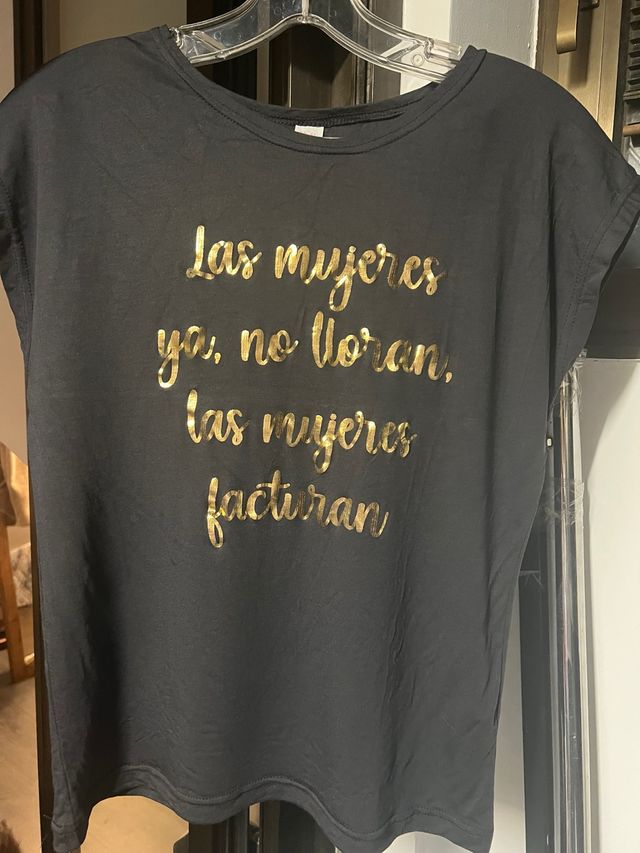 Las mujeres
ya, no lloran,
las mujeres
facturan